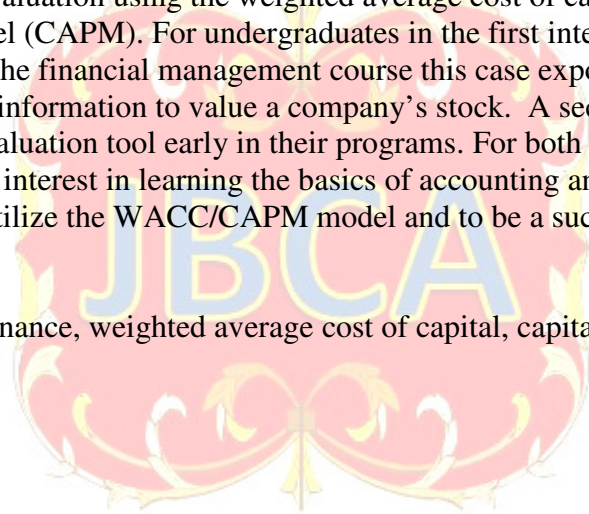 valuation using the weighted average cost of ca
el (CAPM). For undergraduates in the first inte
he financial management course this case expo
information to value a company's stock. A sec
aluation tool early in their programs. For both
interest in learning the basics of accounting an
tilize the WACC/CAPM model and to be a suc
JBCA
nance, weighted average cost of capital, capita